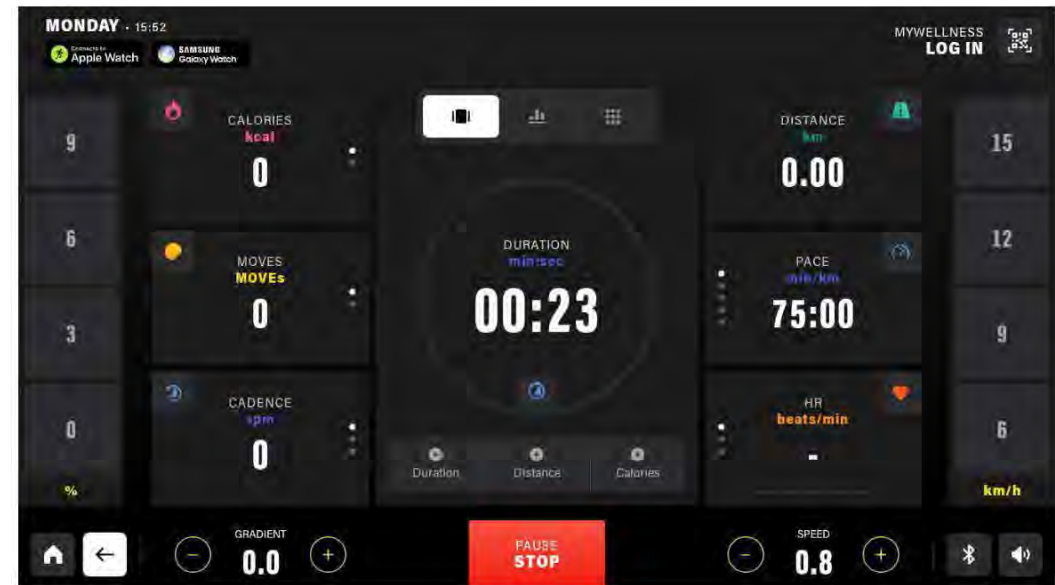 MONDAY · 15:52
Connects to
Apple Watch
SAMSUNG
Galaxy Watch
MYWELLNESS
LOG IN
9
6
3
0
%
CALORIES
kcal
0
MOVES
MOVEs
0
CADENCE
spm
0
DURATION
min:sec
00:23
Duration
Distance
Calories
DISTANCE
km
0.00
PACE
min/km
75:00
HR
beats/min
-
15
12
9
6
km/h
GRADIENT
0.0
PAUSE
STOP
SPEED
0.8